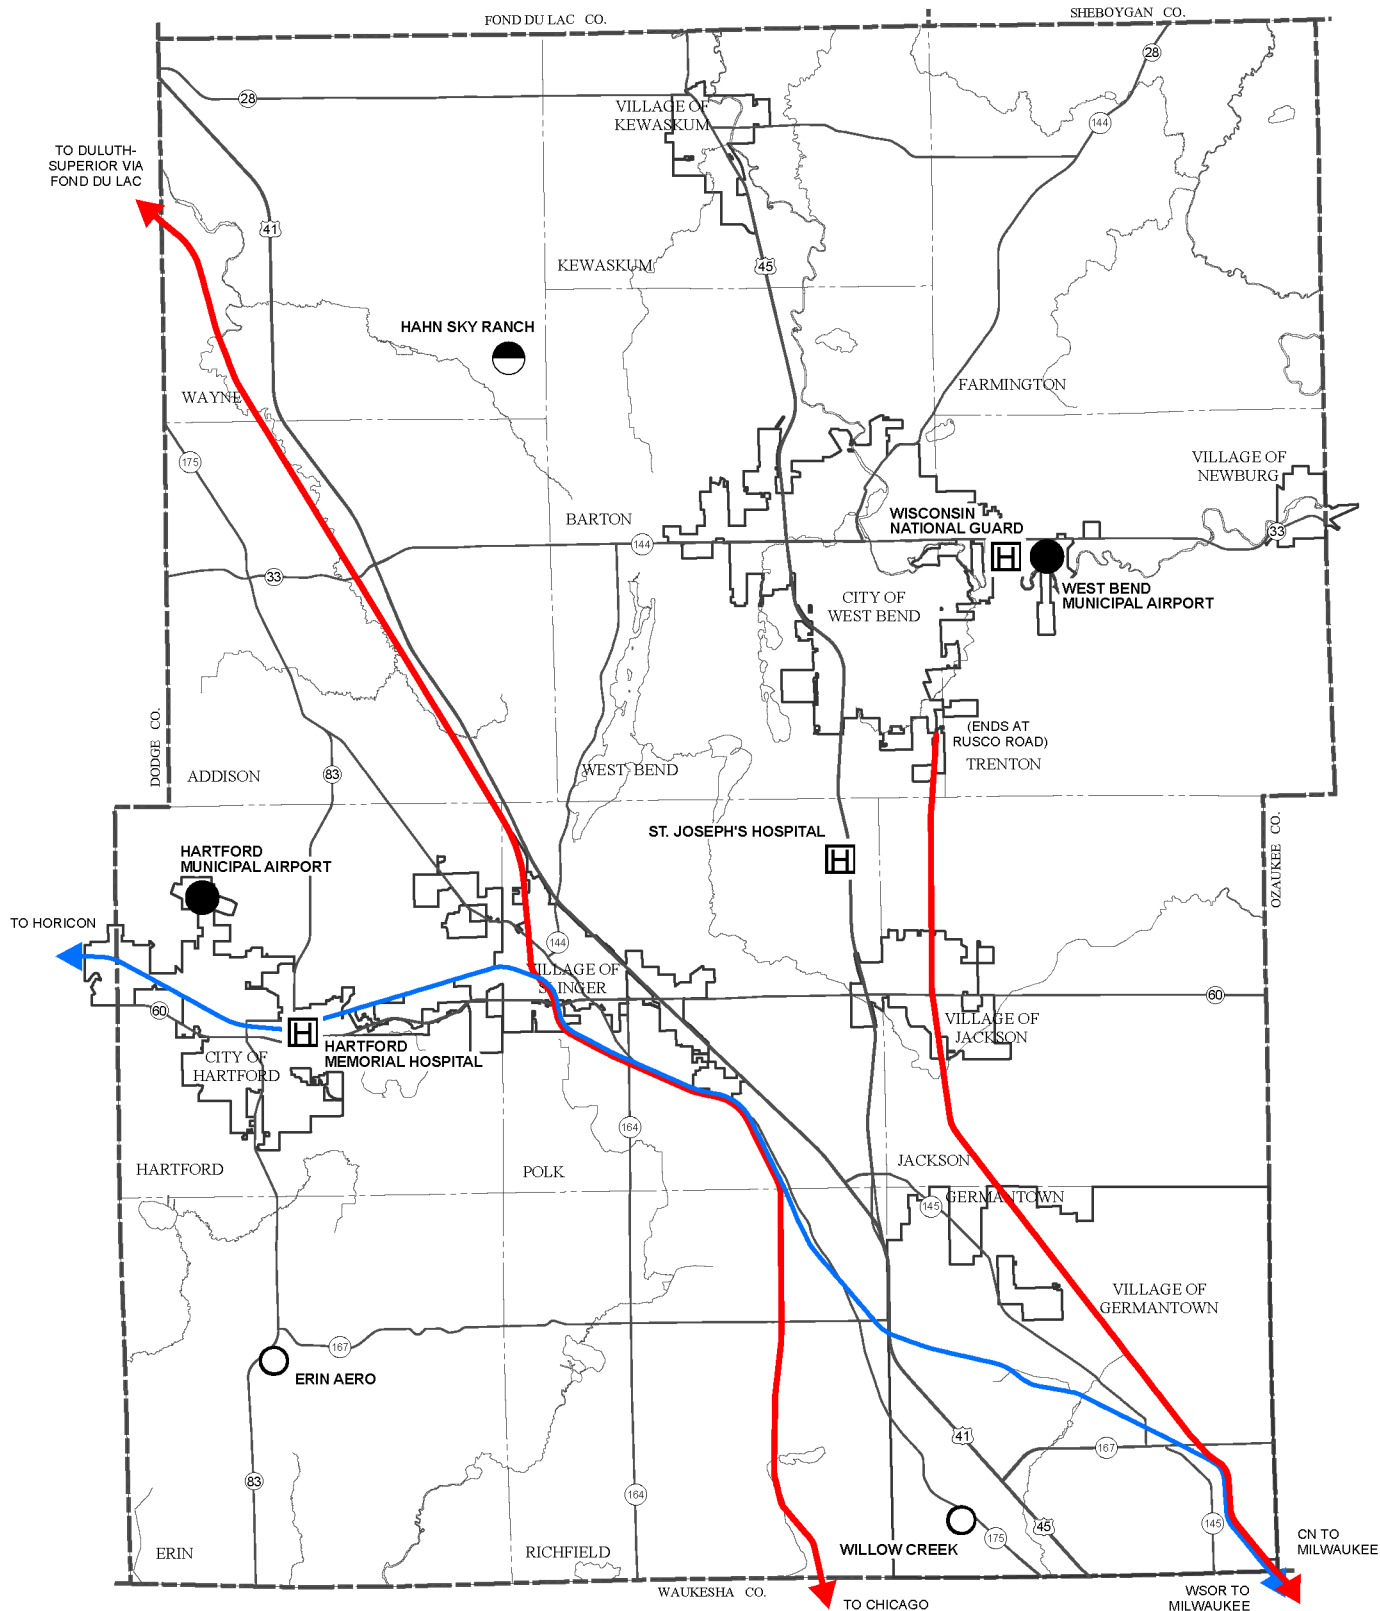 FOND DU LAC CO.
SHEBOYGAN CO.
28
28
VILLAGE OF
KEWASKUM
144
TO DULUTH-
SUPERIOR VIA
FOND DU LAC
41
KEWASKUM
45
HAHN SKY RANCH
WAYNE
FARMINGTON
175
VILLAGE OF
NEWBURG
BARTON
WISCONSIN
NATIONAL GUARD
33
144
H
33
CITY OF
WEST BEND
WEST BEND
MUNICIPAL AIRPORT
DODGE CO.
(ENDS AT
RUSCO ROAD)
TRENTON
ADDISON
83
WEST BEND
OZAUKEE CO.
ST. JOSEPH'S HOSPITAL
H
HARTFORD
MUNICIPAL AIRPORT
TO HORICON
144
VILLAGE OF
SLINGER
60
60
VILLAGE OF
JACKSON
H
HARTFORD
MEMORIAL HOSPITAL
CITY OF
HARTFORD
164
HARTFORD
POLK
JACKSON
GERMANTOWN
145
VILLAGE OF
GERMANTOWN
167
ERIN AERO
41
167
83
164
45
145
175
WILLOW CREEK
ERIN
RICHFIELD
CN TO
MILWAUKEE
WAUKESHA CO.
TO CHICAGO
WSOR TO
MILWAUKEE